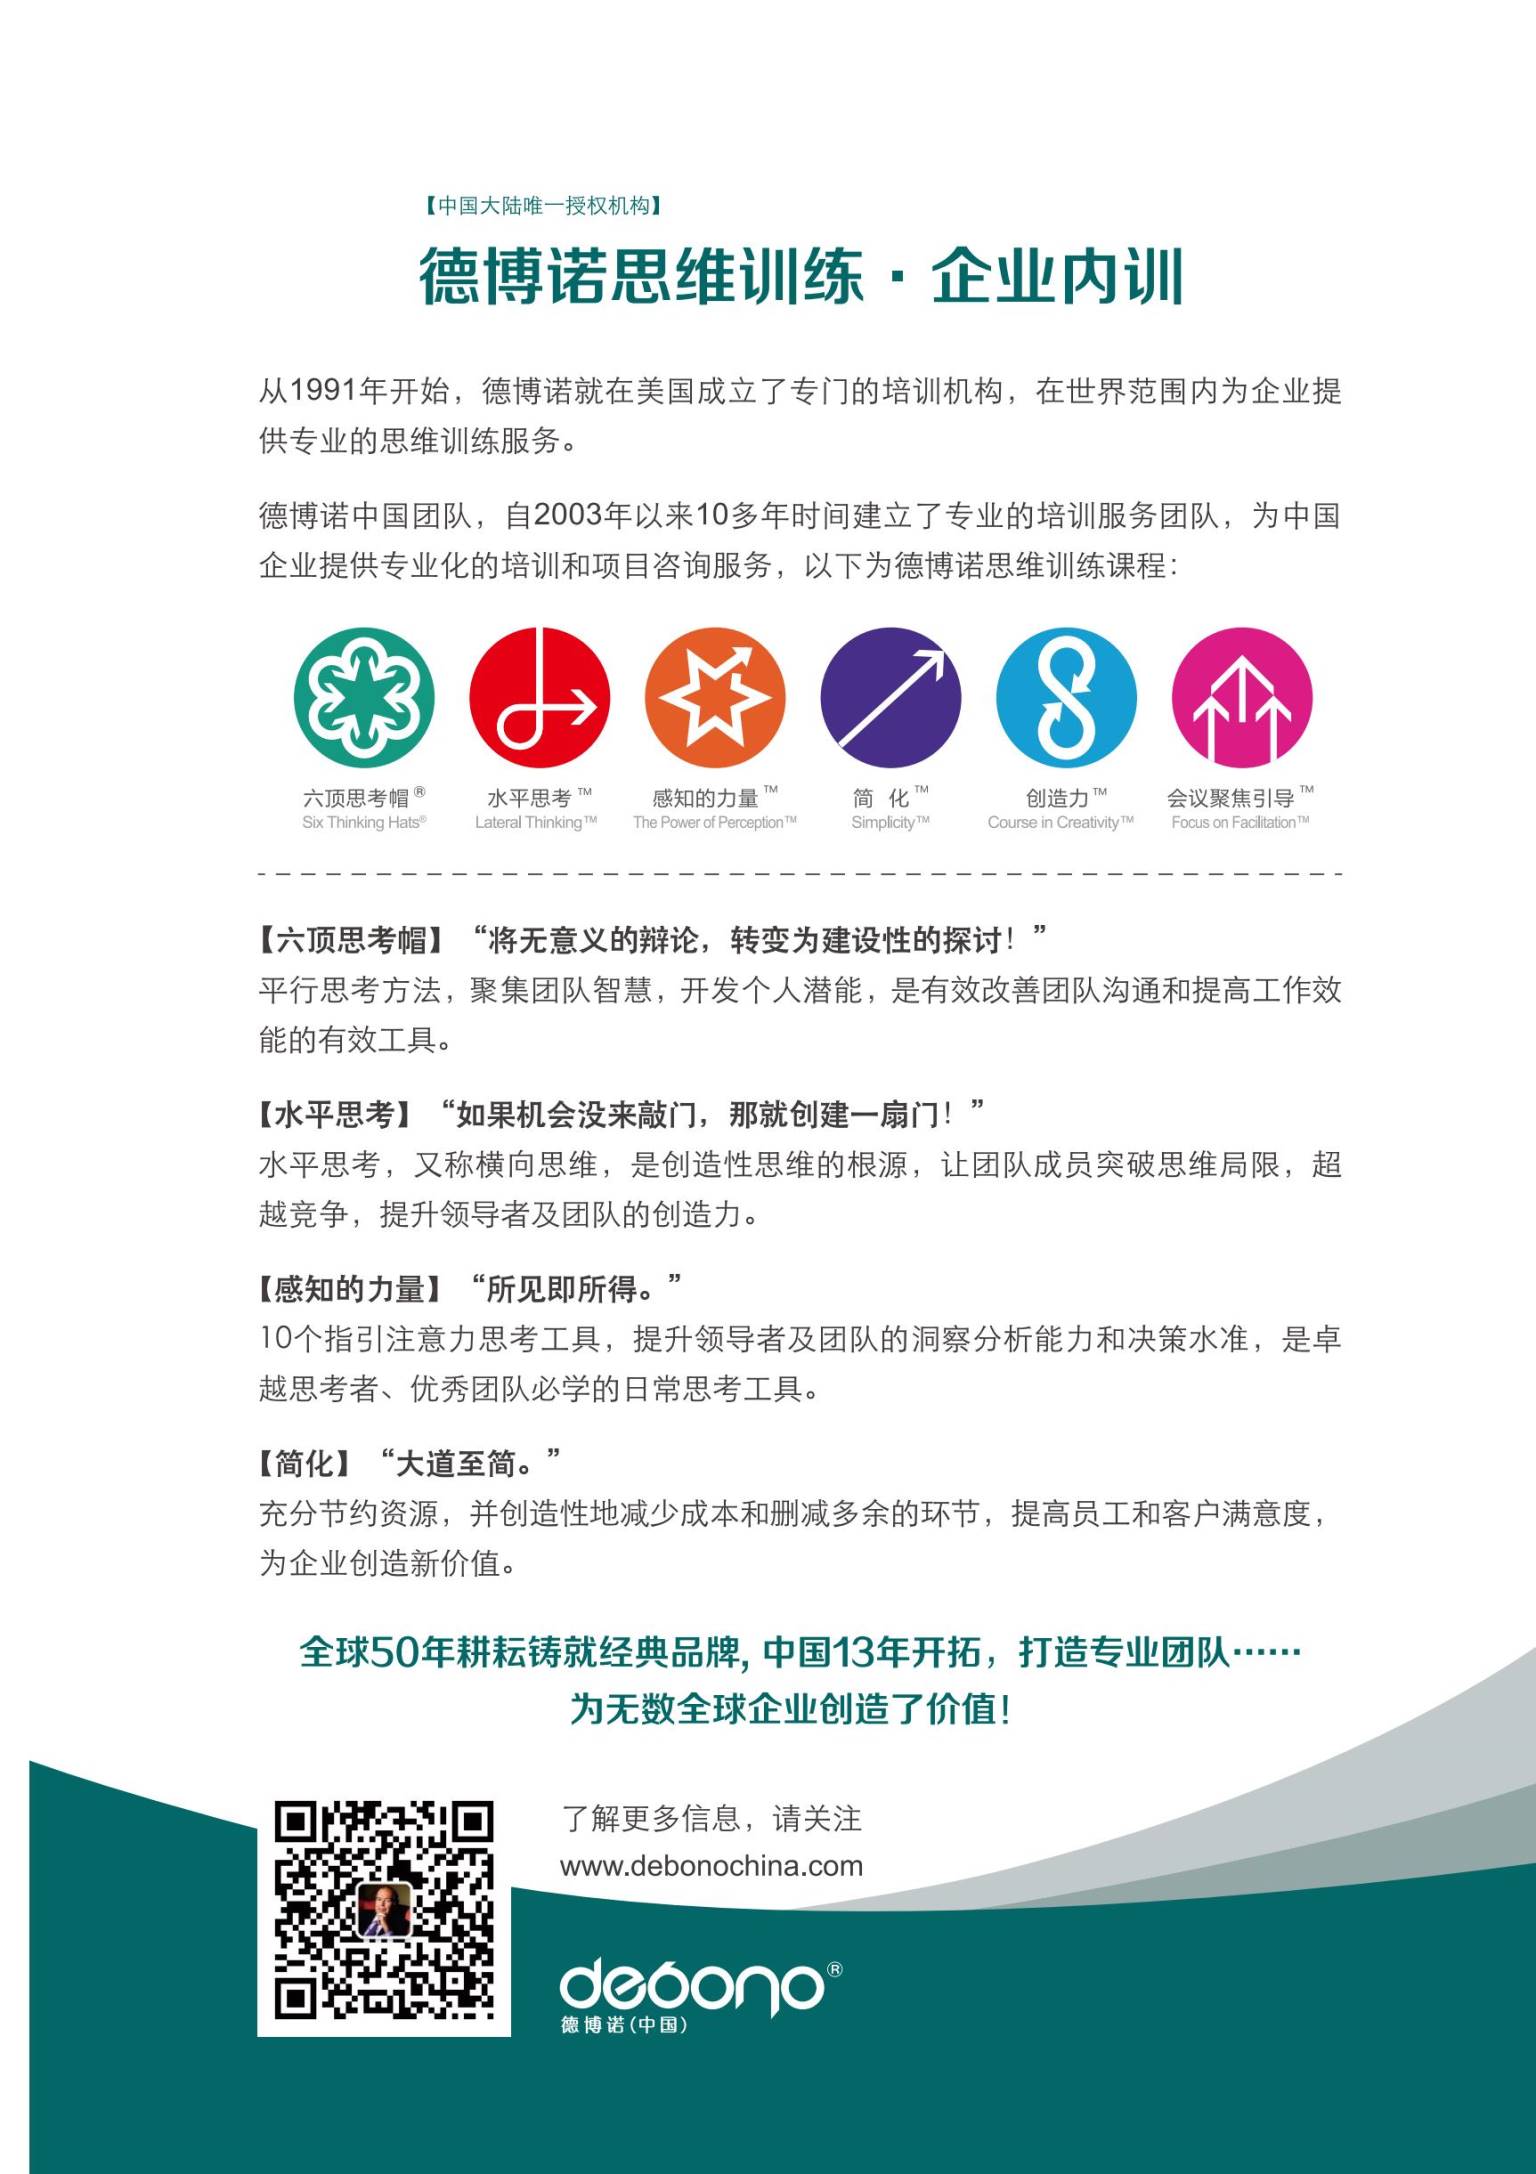 【中国大陆唯一授权机构】
德博诺思维训练·企业内训
从1991年开始，德博诺就在美国成立了专门的培训机构，在世界范围内为企业提
供专业的思维训练服务。
德博诺中国团队，自2003年以来10多年时间建立了专业的培训服务团队，为中国
企业提供专业化的培训和项目咨询服务，以下为德博诺思维训练课程：
六顶思考帽® 水平思考™ 感知的力量™ 简 化™ 创造力™ 会议聚焦引导™
Six Thinking Hats® Lateral Thinking™ The Power of Perception™ Simplicity™ Course in Creativity™ Focus on Facilitation™
【六顶思考帽】“将无意义的辩论，转变为建设性的探讨！”
平行思考方法，聚集团队智慧，开发个人潜能，是有效改善团队沟通和提高工作效
能的有效工具。
【水平思考】“如果机会没来敲门，那就创建一扇门！”
水平思考，又称横向思维，是创造性思维的根源，让团队成员突破思维局限，超
越竞争，提升领导者及团队的创造力。
【感知的力量】“所见即所得。”
10个指引注意力思考工具，提升领导者及团队的洞察分析能力和决策水准，是卓
越思考者、优秀团队必学的日常思考工具。
【简化】“大道至简。”
充分节约资源，并创造性地减少成本和删减多余的环节，提高员工和客户满意度，
为企业创造新价值。
全球50年耕耘铸就经典品牌, 中国13年开拓，打造专业团队······
为无数全球企业创造了价值！
了解更多信息，请关注
www.debonochina.com
debono®
德博诺(中国)